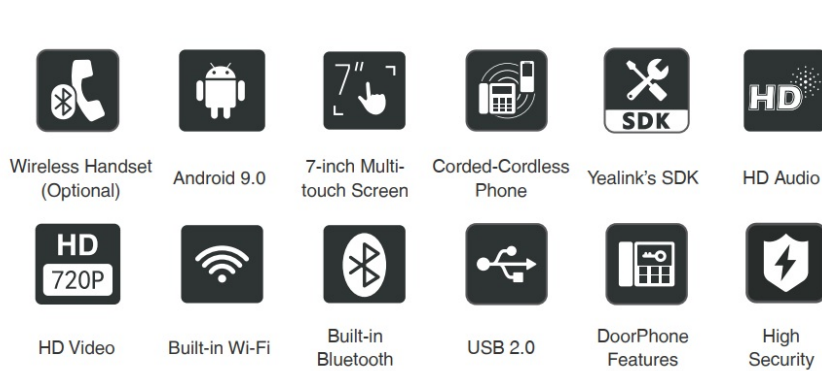 7"
SDK
HD
Wireless Handset
(Optional)
Android 9.0
7-inch Multi-
touch Screen
Corded-Cordless
Phone
Yealink's SDK
HD Audio
HD
720P
HD Video
Built-in Wi-Fi
Built-in
Bluetooth
USB 2.0
DoorPhone
Features
High
Security